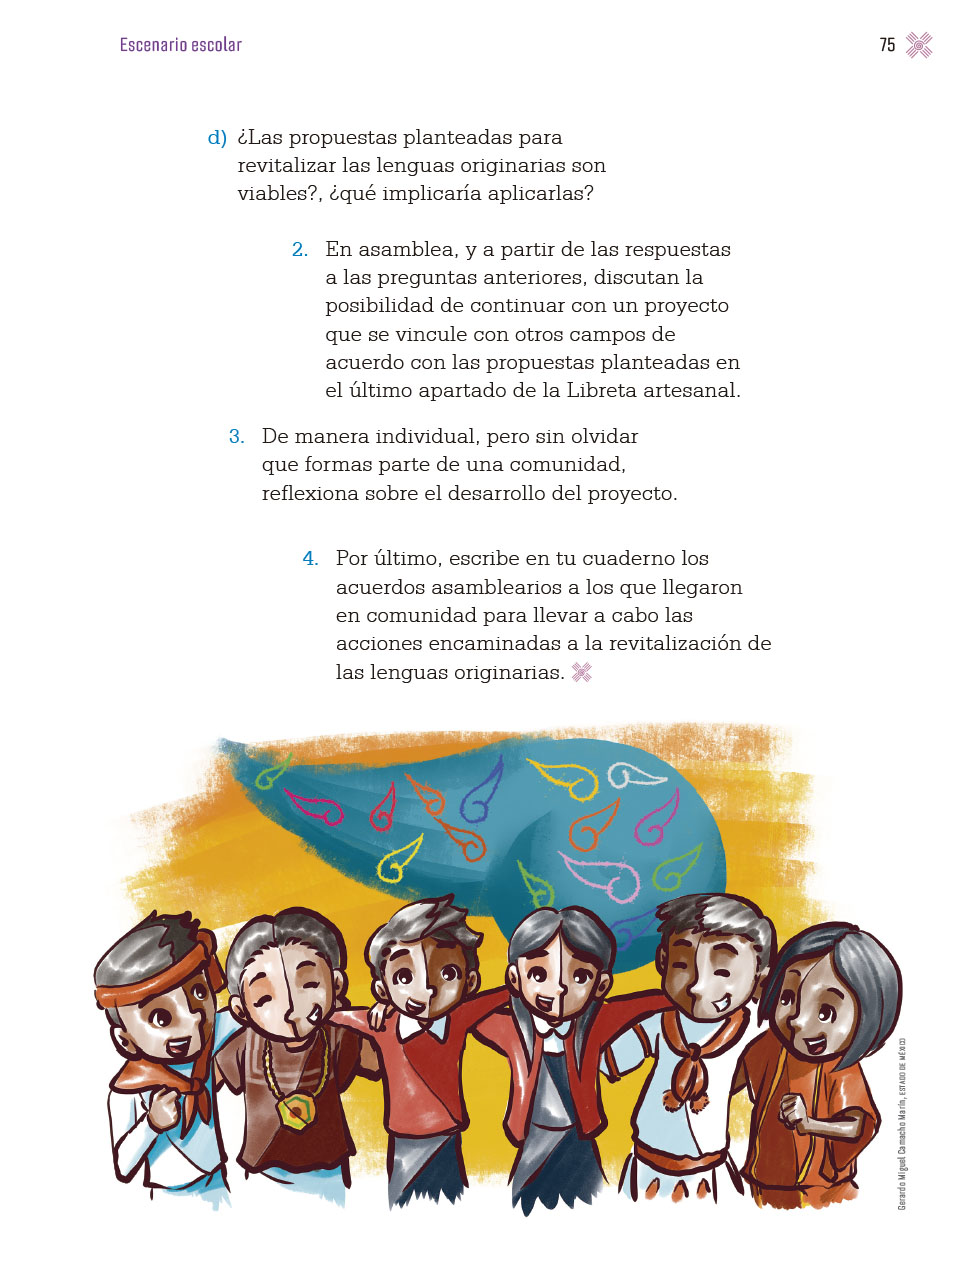 Escenario escolar
75
d) ¿Las propuestas planteadas para
revitalizar las lenguas originarias son
viables?, ¿qué implicaría aplicarlas?
2. En asamblea, y a partir de las respuestas
a las preguntas anteriores, discutan la
posibilidad de continuar con un proyecto
que se vincule con otros campos de
acuerdo con las propuestas planteadas en
el último apartado de la Libreta artesanal.
3. De manera individual, pero sin olvidar
que formas parte de una comunidad,
reflexiona sobre el desarrollo del proyecto.
4. Por último, escribe en tu cuaderno los
acuerdos asamblearios a los que llegaron
en comunidad para llevar a cabo las
acciones encaminadas a la revitalización de
las lenguas originarias.
Gerardo Miguel Camacho Marín, ESTADO DE MÉXICO